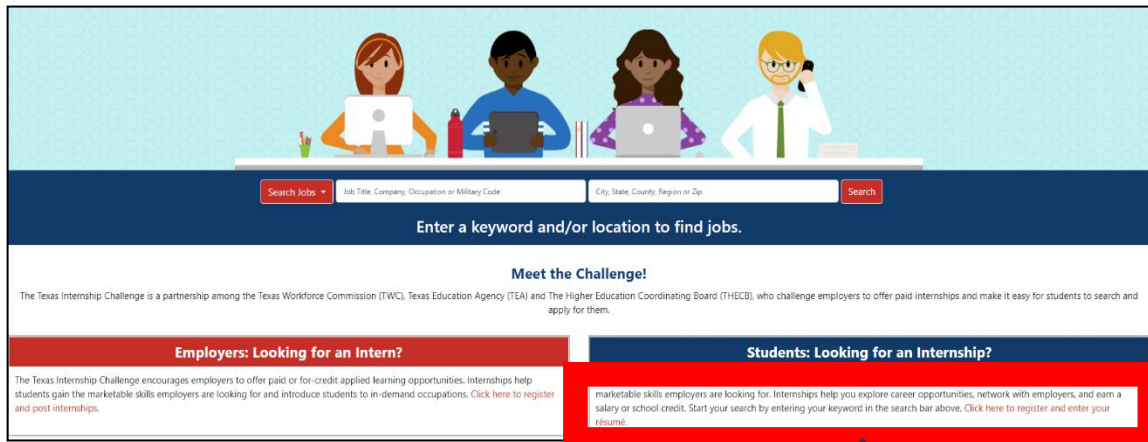 Search Jobs
Job Title, Company, Occupation or Military Code
City, State, County, Region or Zip
Search
Enter a keyword and/or location to find jobs.
Meet the Challenge!
The Texas Internship Challenge is a partnership among the Texas Workforce Commission (TWC), Texas Education Agency (TEA) and The Higher Education Coordinating Board (THECB), who challenge employers to offer paid internships and make it easy for students to search and
apply for them.
Employers: Looking for an Intern?
The Texas Internship Challenge encourages employers to offer paid or for-credit applied learning opportunities. Internships help
students gain the marketable skills employers are looking for and introduce students to in-demand occupations. Click here to register
and post internships.
Students: Looking for an Internship?
marketable skills employers are looking for. Internships help you explore career opportunities, network with employers, and earn a
salary or school credit. Start your search by entering your keyword in the search bar above. Click here to register and enter your
résumé.